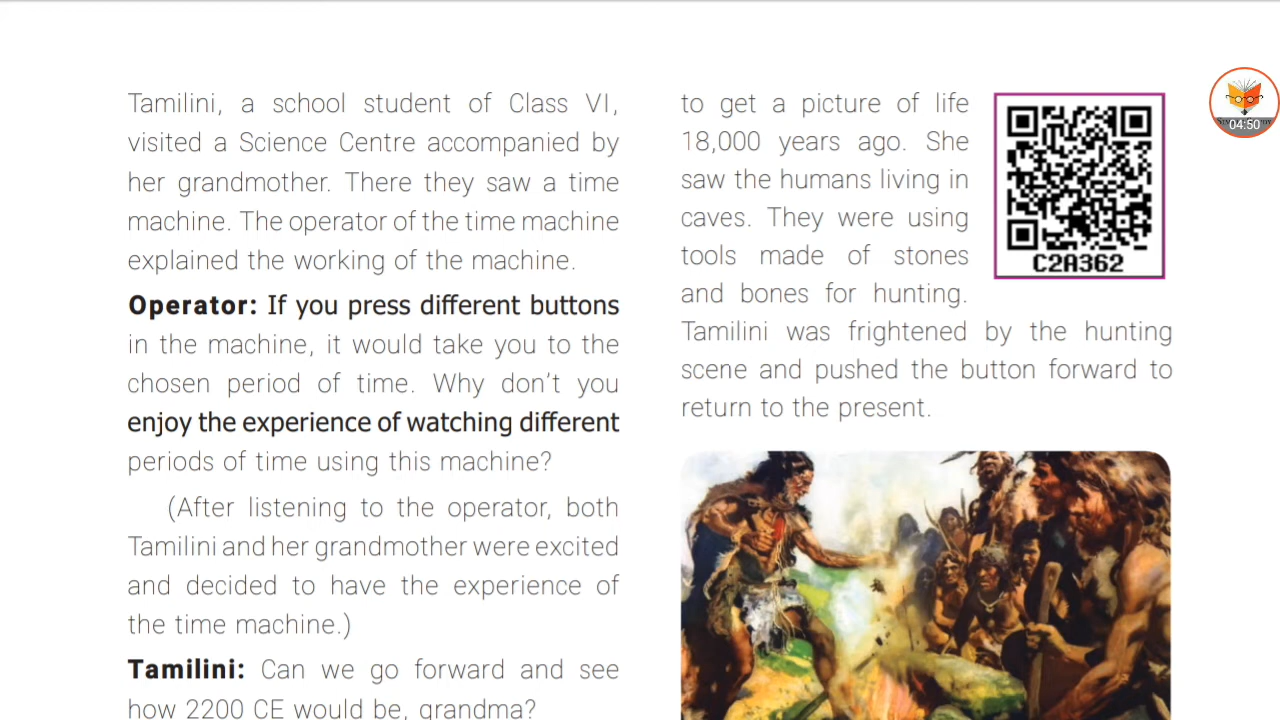 Tamilini, a school student of Class VI,
visited a Science Centre accompanied by
her grandmother. There they saw a time
machine. The operator of the time machine
explained the working of the machine.
Operator: If you press different buttons
in the machine, it would take you to the
chosen period of time. Why don’t you
enjoy the experience of watching different
periods of time using this machine?
(After listening to the operator, both
Tamilini and her grandmother were excited
and decided to have the experience of
the time machine.)
Tamilini: Can we go forward and see
how 2200 CE would be, grandma?
to get a picture of life
18,000 years ago. She
saw the humans living in
caves. They were using
tools made of stones
and bones for hunting.
Tamilini was frightened by the hunting
scene and pushed the button forward to
return to the present.
C2A362
04:50